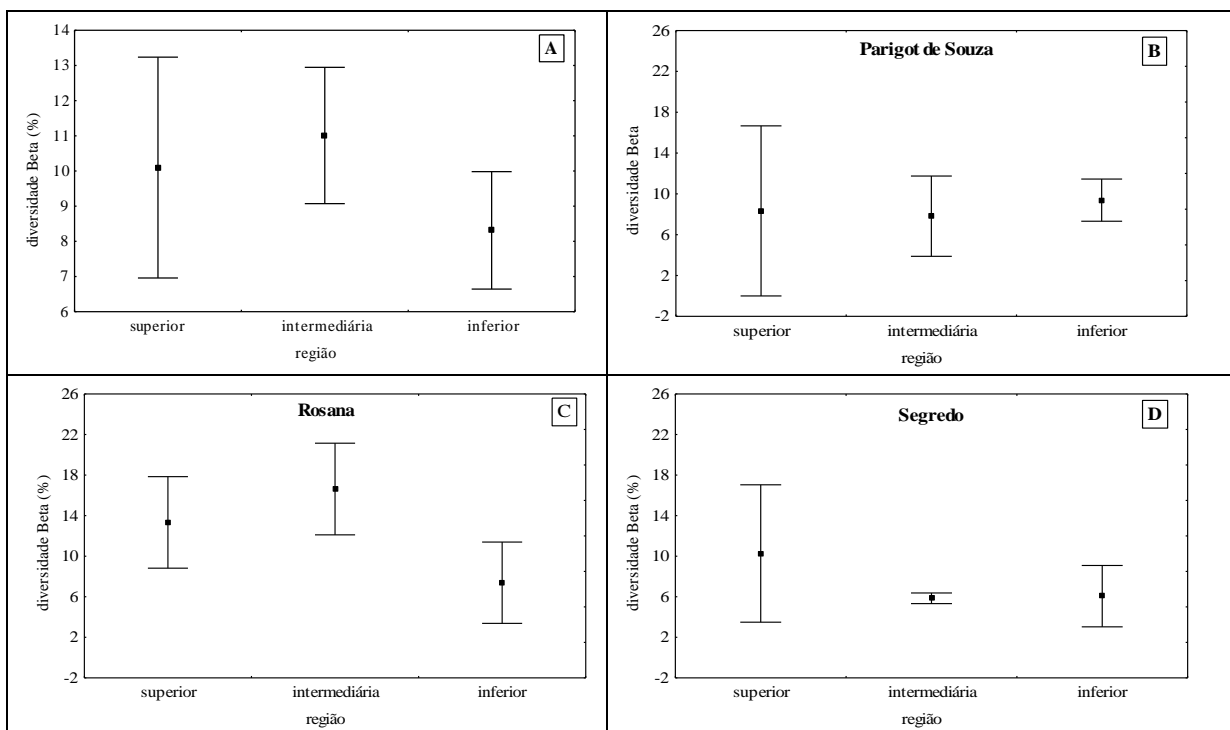 A
diversidade Beta (%)
14
13
12
11
10
9
8
7
6
superior intermediária inferior
região
Parigot de Souza
B
diversidade Beta
26
22
18
14
10
6
2
-2
superior intermediária inferior
região
Rosana
C
diversidade Beta (%)
26
22
18
14
10
6
2
-2
superior intermediária inferior
região
Segredo
D
diversidade Beta (%)
26
22
18
14
10
6
2
-2
superior intermediária inferior
região